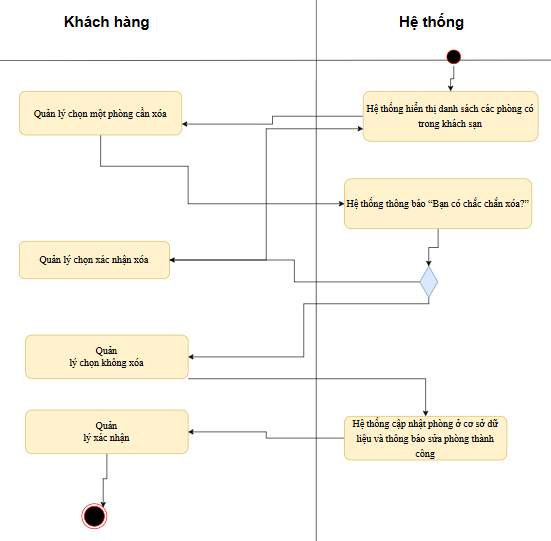 Khách hàng
Hệ thống
Quản lý chọn một phòng cần xóa
Hệ thống hiển thị danh sách các phòng có
trong khách sạn
Hệ thống thông báo “Bạn có chắc chắn xóa?”
Quản lý chọn xác nhận xóa
Quản
lý chọn không xóa
Quản
lý xác nhận
Hệ thống cập nhật phòng ở cơ sở dữ
liệu và thông báo sửa phòng thành
công